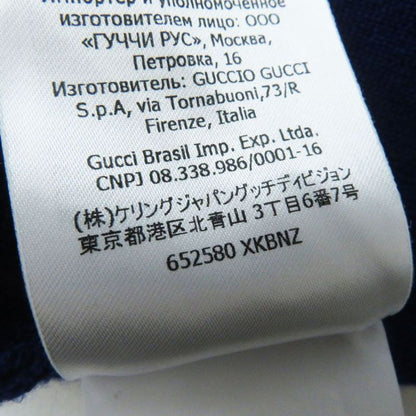 Импортер и уполномоченное
изготовителем лицо: ООО
«ГУЧЧИ РУС», Москва,
Петровка, 16
Изготовитель: GUCCIO GUCCI
S.p.A, via Tornabuoni,73/R
Firenze, Italia
Gucci Brasil Imp. Exp. Ltda.
CNPJ 08.338.986/0001-16
(株)ケリングジャパングッチディビジョン
東京都港区北青山 3丁目6番7号
652580 XKBNZ